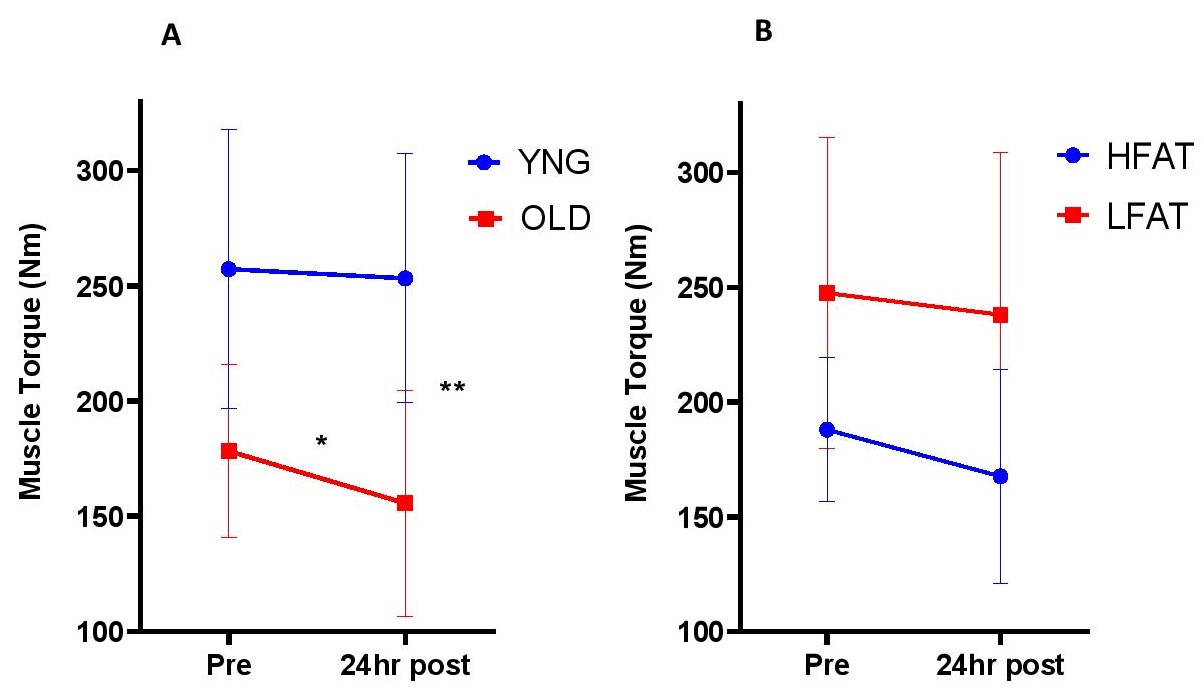 A
Muscle Torque (Nm)
300
250
200
150
100
Pre
24hr post
YNG
OLD
*
**
B
Muscle Torque (Nm)
300
250
200
150
100
Pre
24hr post
HFAT
LFAT